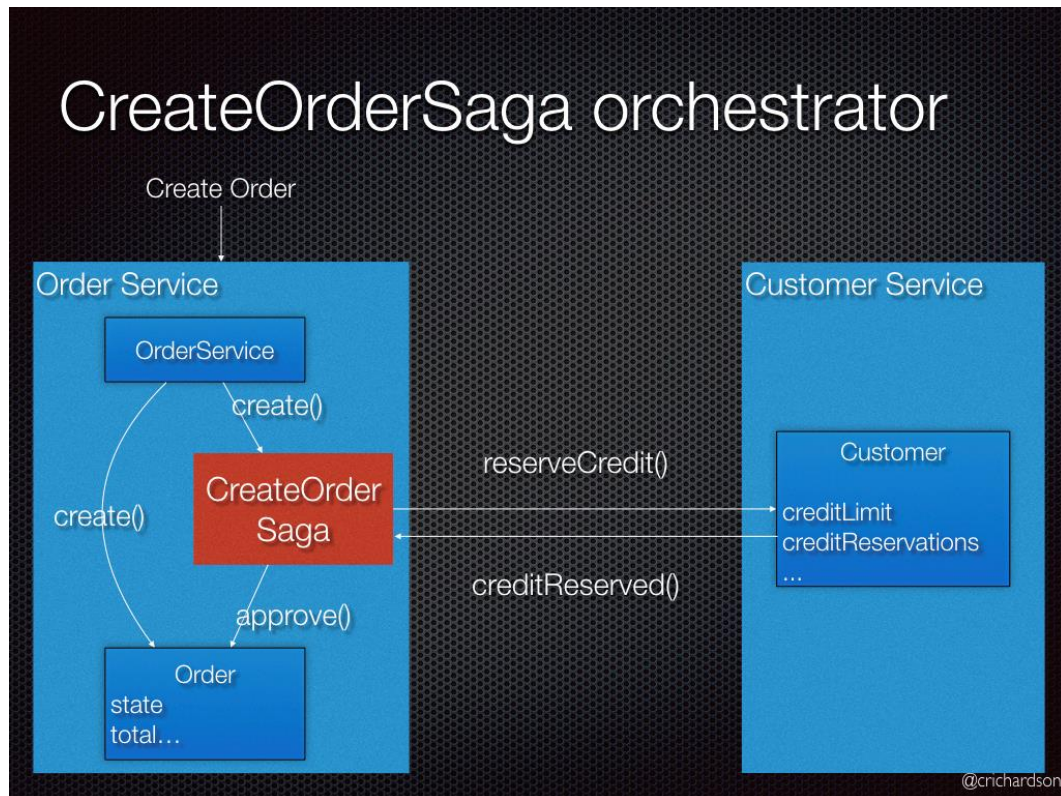 CreateOrderSaga orchestrator
Create Order
Order Service
OrderService
create()
create()
CreateOrder
Saga
approve()
Order
state
total...
reserveCredit()
creditReserved()
Customer Service
Customer
creditLimit
creditReservations
...
@crichardson